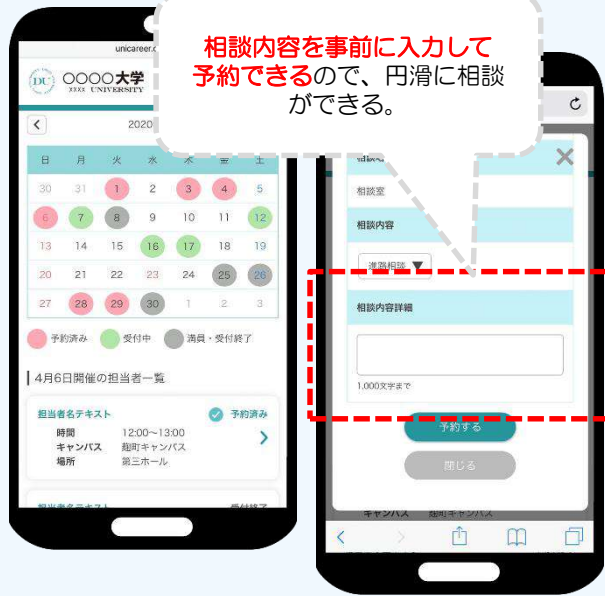 相談内容を事前に入力して
予約できるので、円滑に相談
ができる。
unicareer.
DU
〇〇〇〇大学
XXXX UNIVERSITY
2020
日 月 火 水 木 金 土
30 31 1 2 3 4 5
6 7 8 9 10 11 12
13 14 15 16 17 18 19
20 21 22 23 24 25 26
27 28 29 30 1 2 3
予約済み 受付中 満員・受付終了
4月6日開催の担当者一覧
担当者名テキスト 予約済み
時間 12:00〜13:00
キャンパス 麹町キャンパス
場所 第三ホール
担当者名テキスト 受付終了
相談室
相談内容
進路相談 ▼
相談内容詳細
1,000文字まで
予約する
閉じる
キャンパス 麹町キャンパス